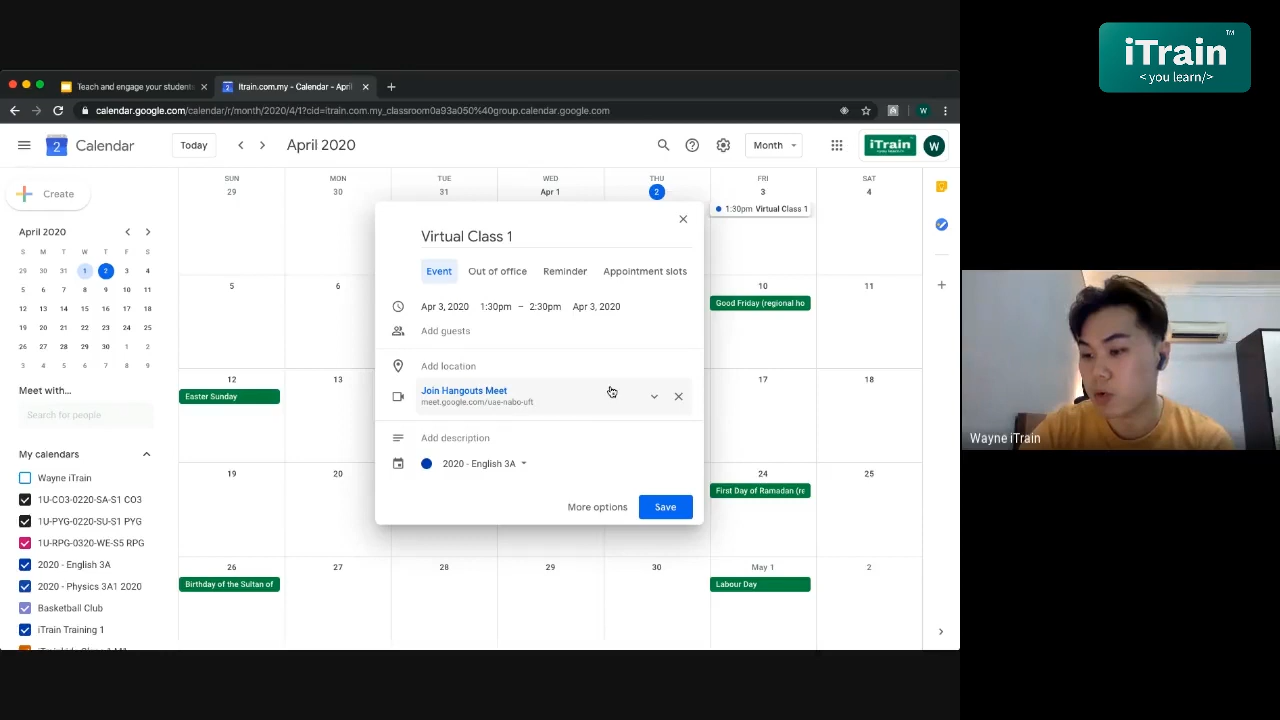 iTrain™
< you learn/>
Teach and engage your students
Itrain.com.my - Calendar - April
calendar.google.com/calendar/r/month/2020/4/1?cid=itrain.com.my_classroom0a93a050%40group.calendar.google.com
W
2 Calendar
Today
April 2020
Month
iTrain
W
Create
SUN MON TUE WED THU FRI SAT
29 30 31 Apr 1 2 3 4
1:30pm Virtual Class 1
April 2020
S M T W T F S
29 30 31 1 2 3 4
5 6 7 8 9 10 11
12 13 14 15 16 17 18
19 20 21 22 23 24 25
26 27 28 29 30 1 2
3 4 5 6 7 8 9
Meet with...
Search for people
My calendars
Wayne iTrain
1U-CO3-0220-SA-S1 CO3
1U-PYG-0220-SU-S1 PYG
1U-RPG-0320-WE-S5 RPG
2020 - English 3A
2020 - Physics 3A1 2020
Basketball Club
iTrain Training 1
Virtual Class 1
Event Out of office Reminder Appointment slots
Apr 3, 2020 1:30pm – 2:30pm Apr 3, 2020
Add guests
Add location
Join Hangouts Meet
meet.google.com/uae-nabo-uft
Add description
2020 - English 3A
More options Save
5 6 10 11
Good Friday (regional ho
12 13 17 18
Easter Sunday
19 20 24 25
First Day of Ramadan (re
26 27 28 29 30 May 1 2
Birthday of the Sultan of
Labour Day
Wayne iTrain